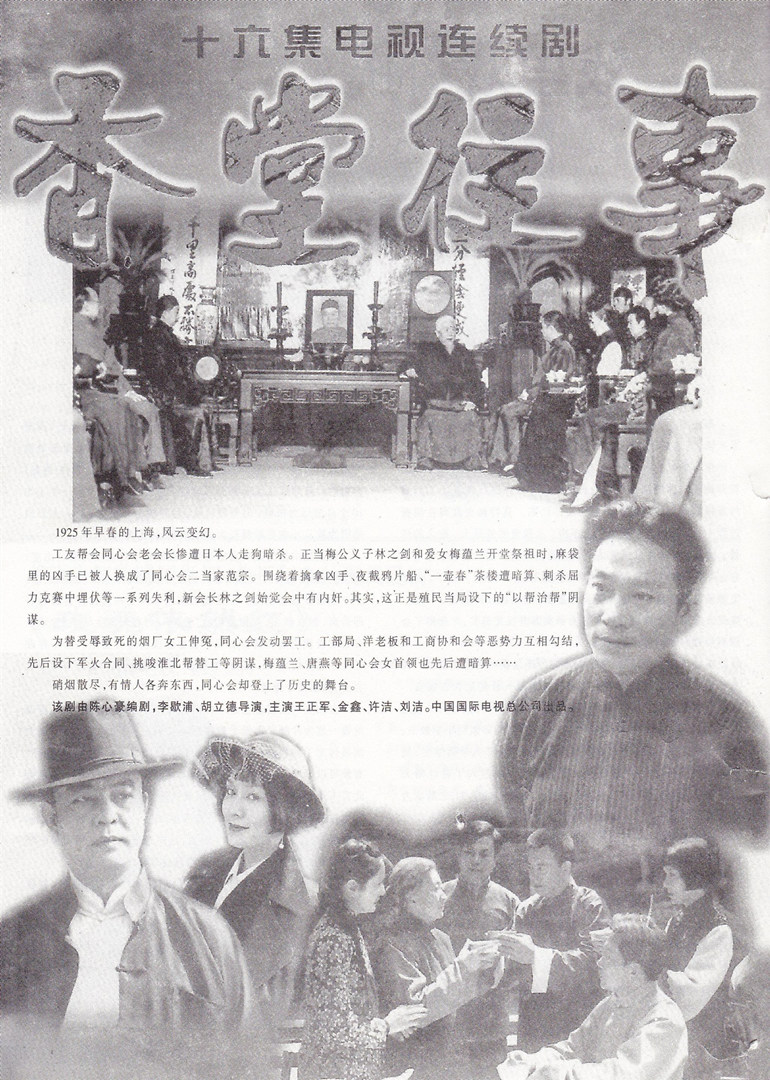 十六集电视连续剧
香堂往事
千里高处不胜
分烟含更成
1925年早春的上海,风云变幻。
工友帮会同心会老会长惨遭日本人走狗暗杀。正当梅公义子林之剑和爱女梅蕴兰开堂祭祖时,麻袋
里的凶手已被人换成了同心会二当家范宗。围绕着擒拿凶手、夜截鸦片船、“一壶春”茶楼遭暗算、刺杀屈
力克赛中埋伏等一系列失利,新会长林之剑始觉会中有内奸。其实,这正是殖民当局设下的“以帮治帮”阴
谋。
为替受辱致死的烟厂女工伸冤,同心会发动罢工。工部局、洋老板和工商协和会等恶势力互相勾结,
先后设下军火合同、挑唆淮北帮替工等阴谋,梅蕴兰、唐燕等同心会女首领也先后遭暗算……
硝烟散尽,有情人各奔东西,同心会却登上了历史的舞台。
该剧由陈心豪编剧,李歇浦、胡立德导演,主演王正军、金鑫、许洁、刘洁。中国国际电视总公司出品。